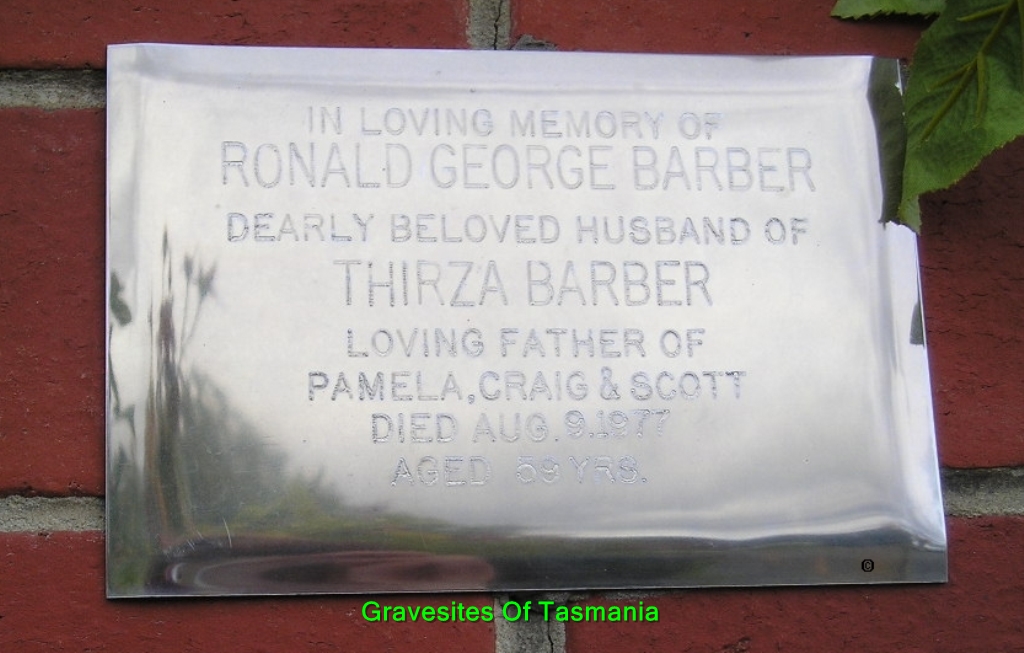 IN LOVING MEMORY OF
RONALD GEORGE BARBER
DEARLY BELOVED HUSBAND OF
THIRZA BARBER
LOVING FATHER OF
PAMELA, CRAIG & SCOTT
DIED AUG. 9. 1977
AGED 59 YRS.
©
Gravesites Of Tasmania